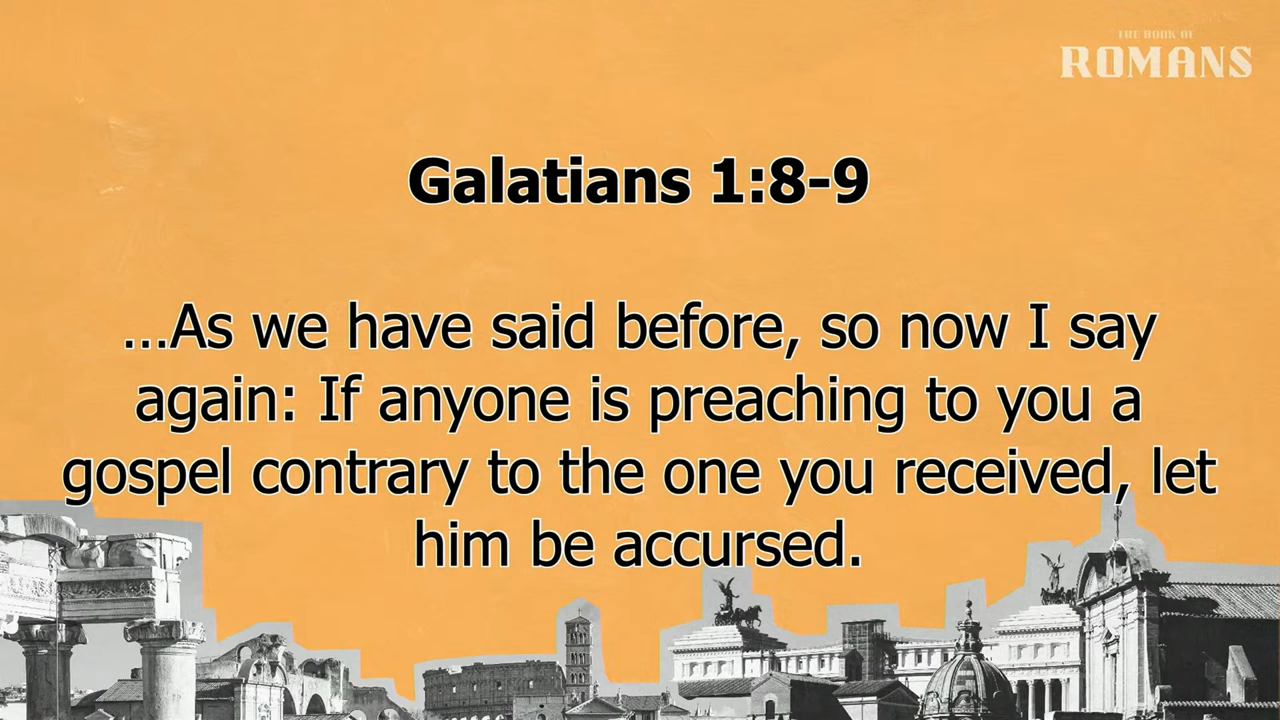 THE BOOK OF
ROMANS
Galatians 1:8-9
...As we have said before, so now I say
again: If anyone is preaching to you a
gospel contrary to the one you received, let
him be accursed.